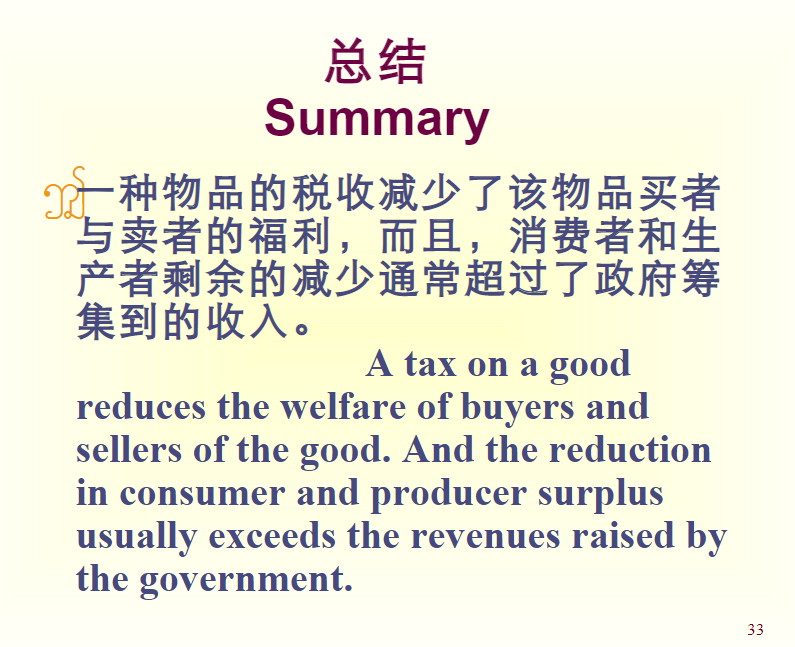 总结
Summary
一种物品的税收减少了该物品买者
与卖者的福利，而且，消费者和生
产者剩余的减少通常超过了政府筹
集到的收入。
A tax on a good
reduces the welfare of buyers and
sellers of the good. And the reduction
in consumer and producer surplus
usually exceeds the revenues raised by
the government.
33